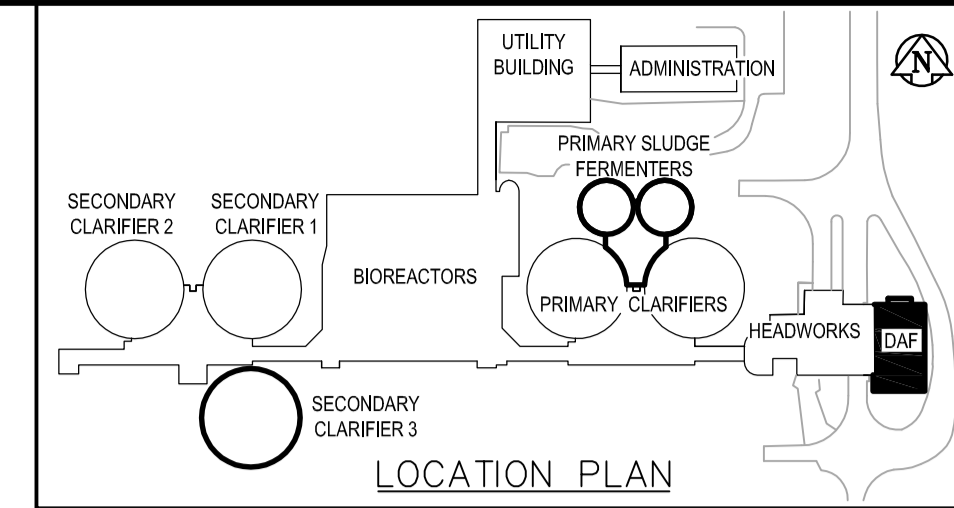 UTILITY
BUILDING
ADMINISTRATION
N
PRIMARY SLUDGE
FERMENTERS
SECONDARY
CLARIFIER 2
SECONDARY
CLARIFIER 1
BIOREACTORS
PRIMARY CLARIFIERS
HEADWORKS
DAF
SECONDARY
CLARIFIER 3
LOCATION PLAN